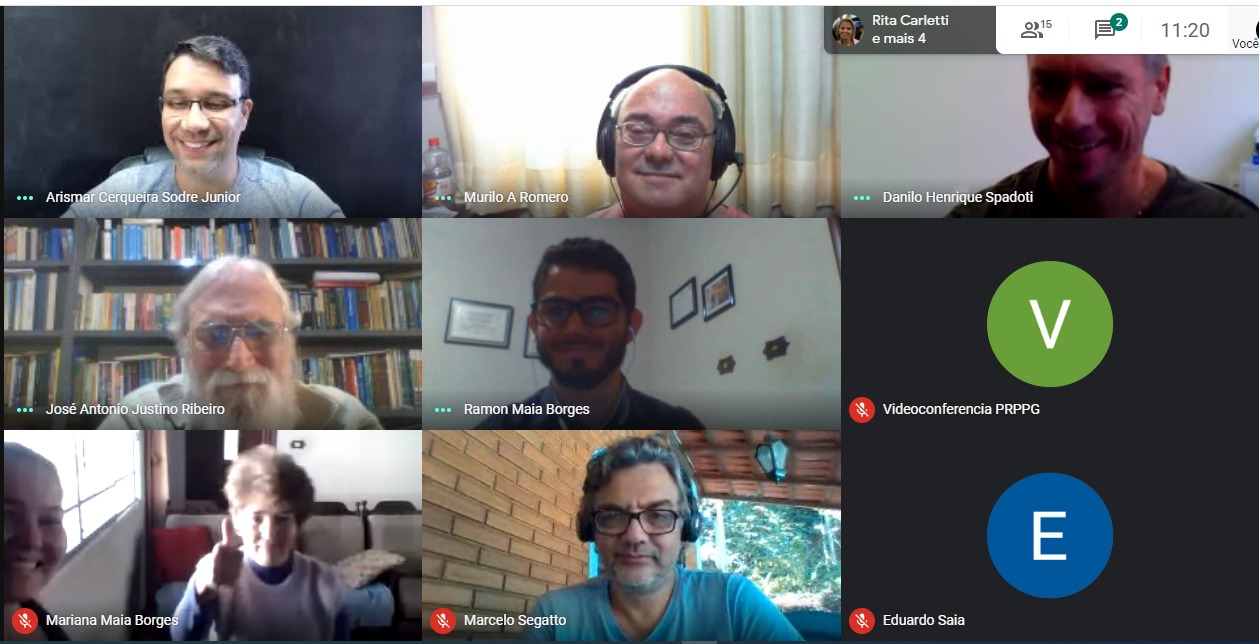 Rita Carletti
e mais 4
15
2
11:20
Você
Arismar Cerqueira Sodre Junior
Murilo A Romero
Danilo Henrique Spadoti
José Antonio Justino Ribeiro
Ramon Maia Borges
V
Videoconferencia PRPPG
Mariana Maia Borges
Marcelo Segatto
E
Eduardo Saia